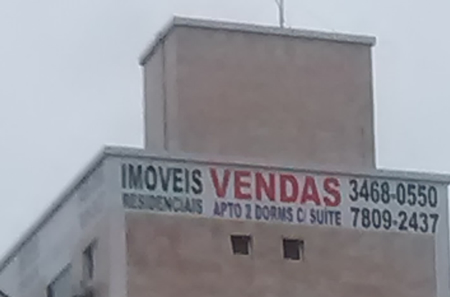 IMOVEIS VENDAS 3468-0550
RESIDENCIAIS APTO 2 DORMS C/ SUITE 7809-2437